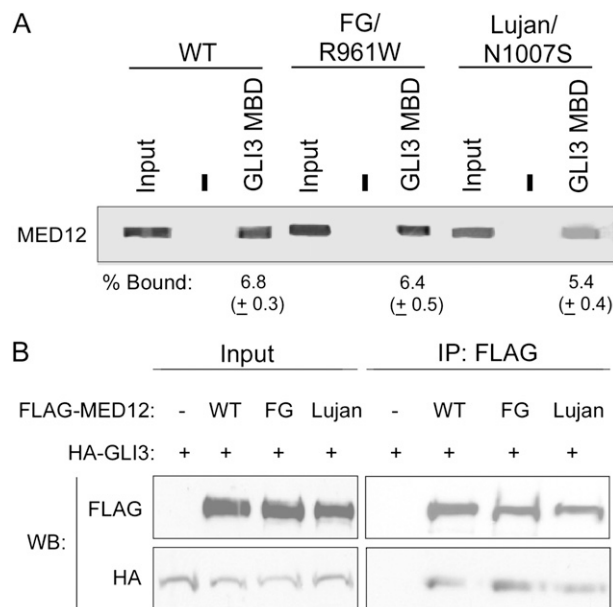 A
WT
FG/
R961W
Lujan/
N1007S
Input - GLI3 MBD Input - GLI3 MBD Input - GLI3 MBD
MED12
% Bound: 6.8 6.4 5.4
(± 0.3) (± 0.5) (± 0.4)
B
Input IP: FLAG
FLAG-MED12: - WT FG Lujan - WT FG Lujan
HA-GLI3: + + + + + + + +
FLAG
WB:
HA